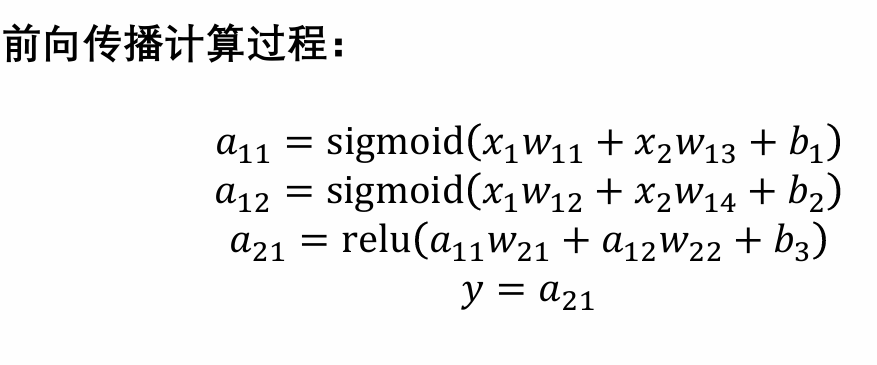 前向传播计算过程：
a₁₁ = sigmoid(x₁w₁₁ + x₂w₁₃ + b₁)
a₁₂ = sigmoid(x₁w₁₂ + x₂w₁₄ + b₂)
a₂₁ = relu(a₁₁w₂₁ + a₁₂w₂₂ + b₃)
y = a₂₁